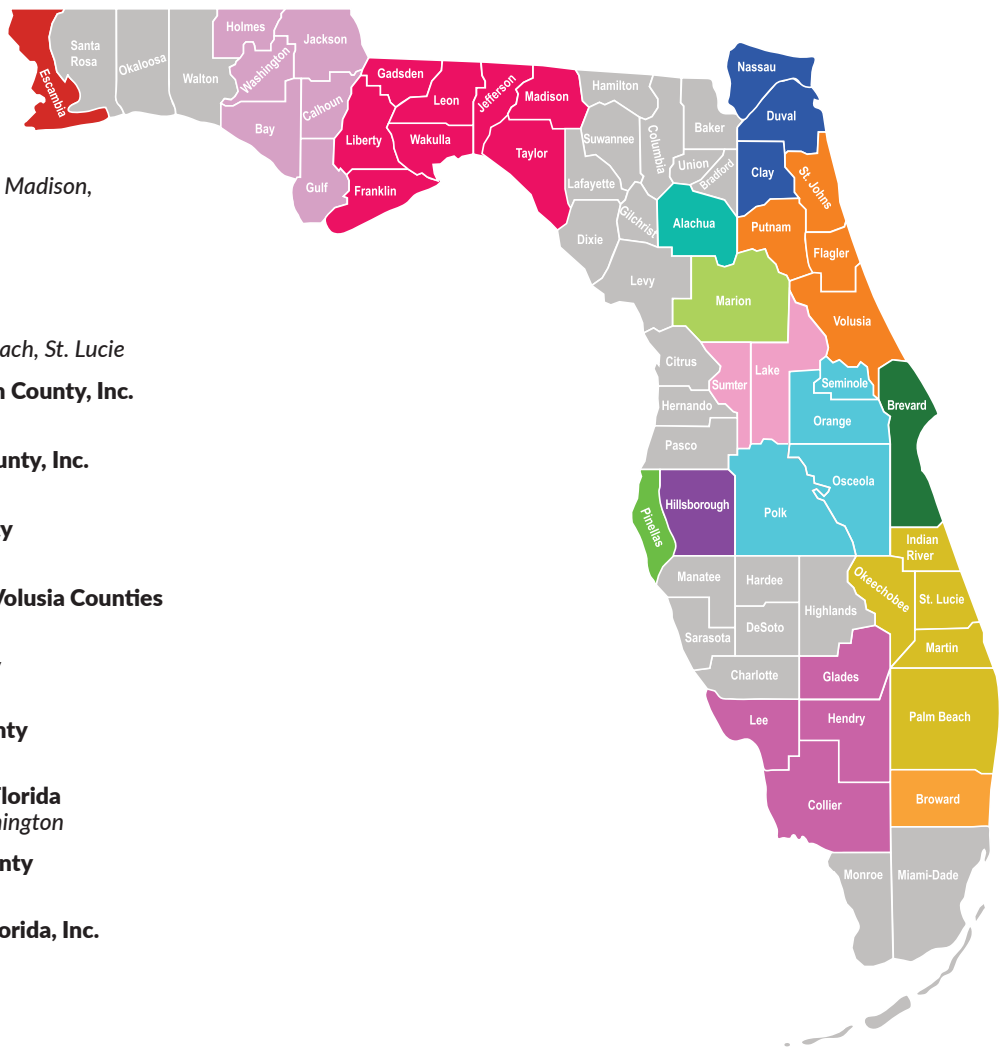 Madison,
ach, St. Lucie
n County, Inc.
unty, Inc.
ty
Volusia Counties
y
nty
Florida
hington
nty
orida, Inc.
Escambia
Santa
Rosa
Okaloosa
Walton
Holmes
Washington
Jackson
Bay
Calhoun
Gulf
Gadsden
Liberty
Leon
Wakulla
Franklin
Jefferson
Madison
Taylor
Hamilton
Suwannee
Lafayette
Columbia
Baker
Union
Bradford
Gilchrist
Dixie
Levy
Nassau
Duval
Clay
St. Johns
Alachua
Putnam
Flagler
Marion
Volusia
Citrus
Sumter
Lake
Seminole
Orange
Brevard
Hernando
Pasco
Pinellas
Hillsborough
Polk
Osceola
Indian
River
Manatee
Hardee
Highlands
Okeechobee
St. Lucie
Sarasota
DeSoto
Martin
Charlotte
Glades
Lee
Hendry
Palm Beach
Collier
Broward
Monroe
Miami-Dade